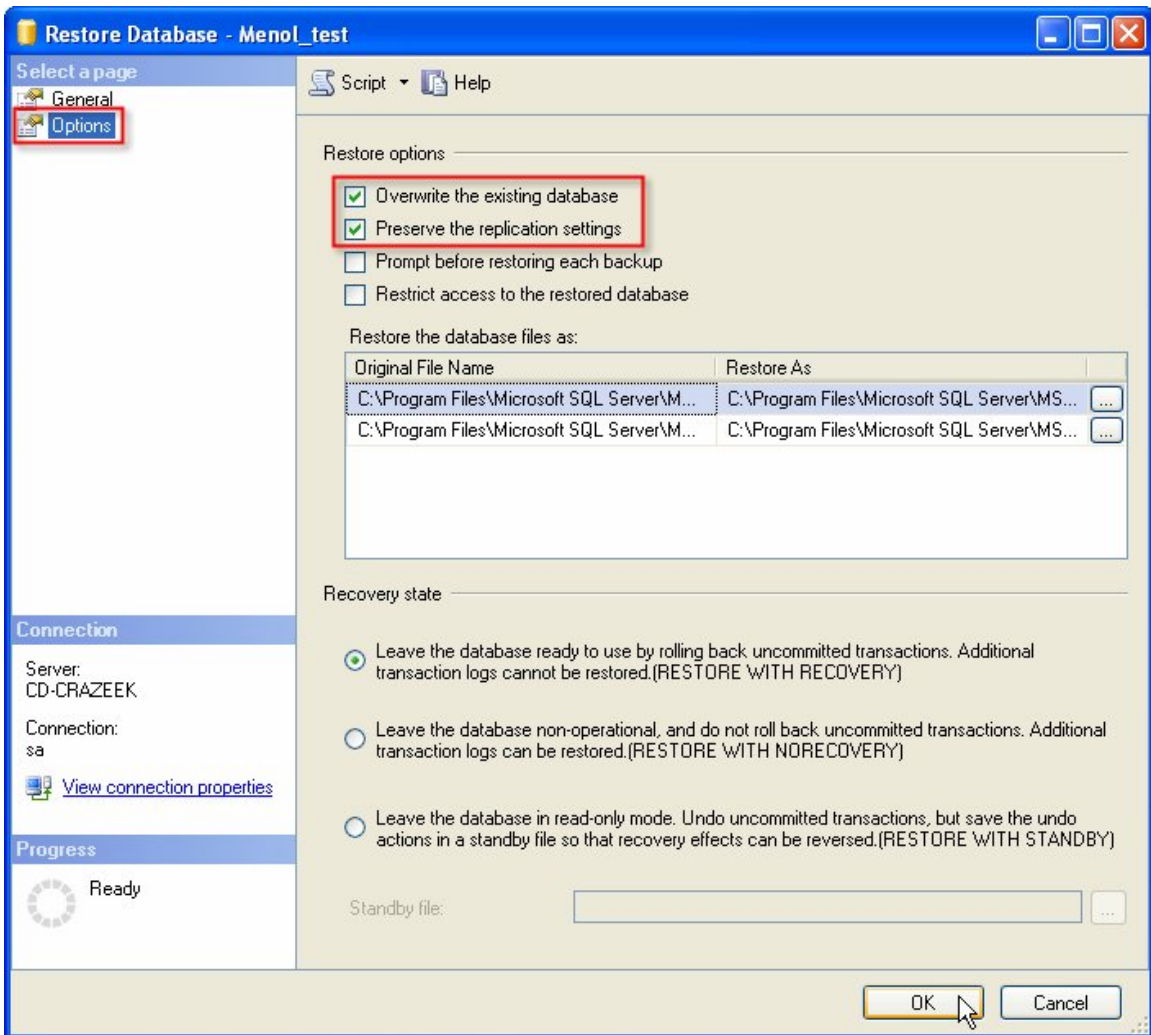 Restore Database - Menol_test
Select a page
General
Options
Script
Help
Restore options
Overwrite the existing database
Preserve the replication settings
Prompt before restoring each backup
Restrict access to the restored database
Restore the database files as:
Original File Name
Restore As
C:\Program Files\Microsoft SQL Server\M...
C:\Program Files\Microsoft SQL Server\MS...
...
C:\Program Files\Microsoft SQL Server\M...
C:\Program Files\Microsoft SQL Server\MS...
...
Recovery state
Leave the database ready to use by rolling back uncommitted transactions. Additional
transaction logs cannot be restored.(RESTORE WITH RECOVERY)
Leave the database non-operational, and do not roll back uncommitted transactions. Additional
transaction logs can be restored.(RESTORE WITH NORECOVERY)
Leave the database in read-only mode. Undo uncommitted transactions, but save the undo
actions in a standby file so that recovery effects can be reversed.(RESTORE WITH STANDBY)
Standby file:
...
Connection
Server:
CD-CRAZEEK
Connection:
sa
View connection properties
Progress
Ready
OK
Cancel